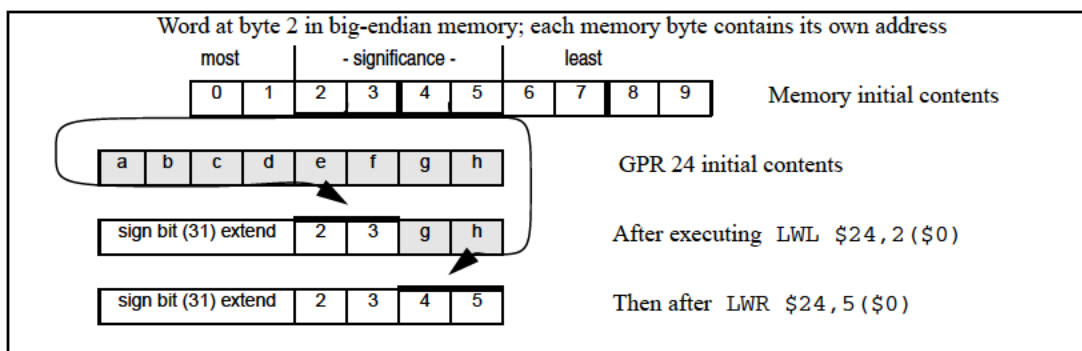 Word at byte 2 in big-endian memory; each memory byte contains its own address
most - significance - least
0 1 2 3 4 5 6 7 8 9 Memory initial contents
a b c d e f g h GPR 24 initial contents
sign bit (31) extend 2 3 g h After executing LWL $24,2($0)
sign bit (31) extend 2 3 4 5 Then after LWR $24,5($0)